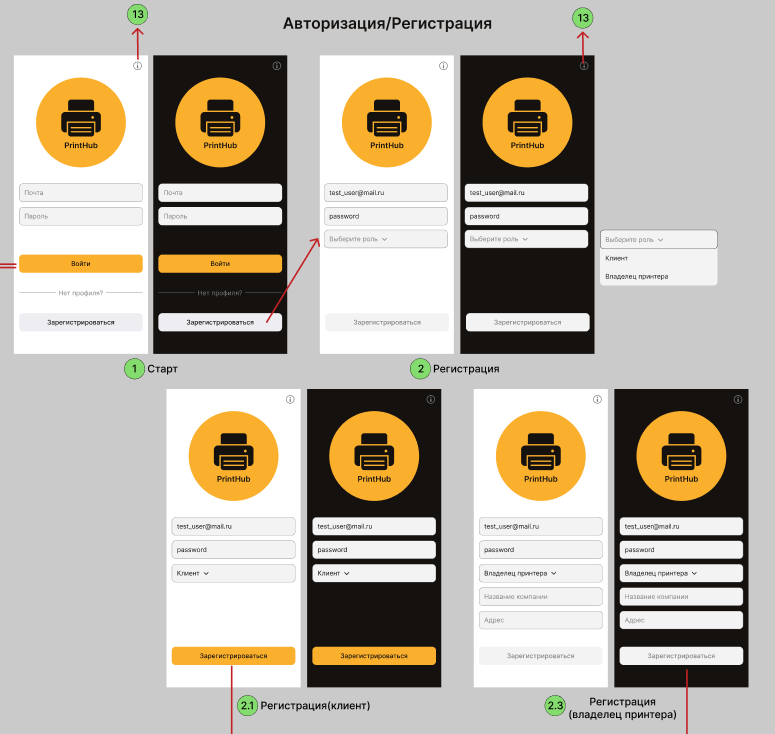 13
Авторизация/Регистрация
13
PrintHub
Почта
Пароль
Войти
Нет профиля?
Зарегистрироваться
PrintHub
Почта
Пароль
Войти
Нет профиля?
Зарегистрироваться
1 Старт
PrintHub
test_user@mail.ru
password
Выберите роль
Зарегистрироваться
PrintHub
test_user@mail.ru
password
Выберите роль
Зарегистрироваться
Выберите роль
Клиент
Владелец принтера
2 Регистрация
PrintHub
test_user@mail.ru
password
Клиент
Зарегистрироваться
PrintHub
test_user@mail.ru
password
Клиент
Зарегистрироваться
2.1 Регистрация(клиент)
PrintHub
test_user@mail.ru
password
Владелец принтера
Название компании
Адрес
Зарегистрироваться
PrintHub
test_user@mail.ru
password
Владелец принтера
Название компании
Адрес
Зарегистрироваться
2.3 Регистрация
(владелец принтера)